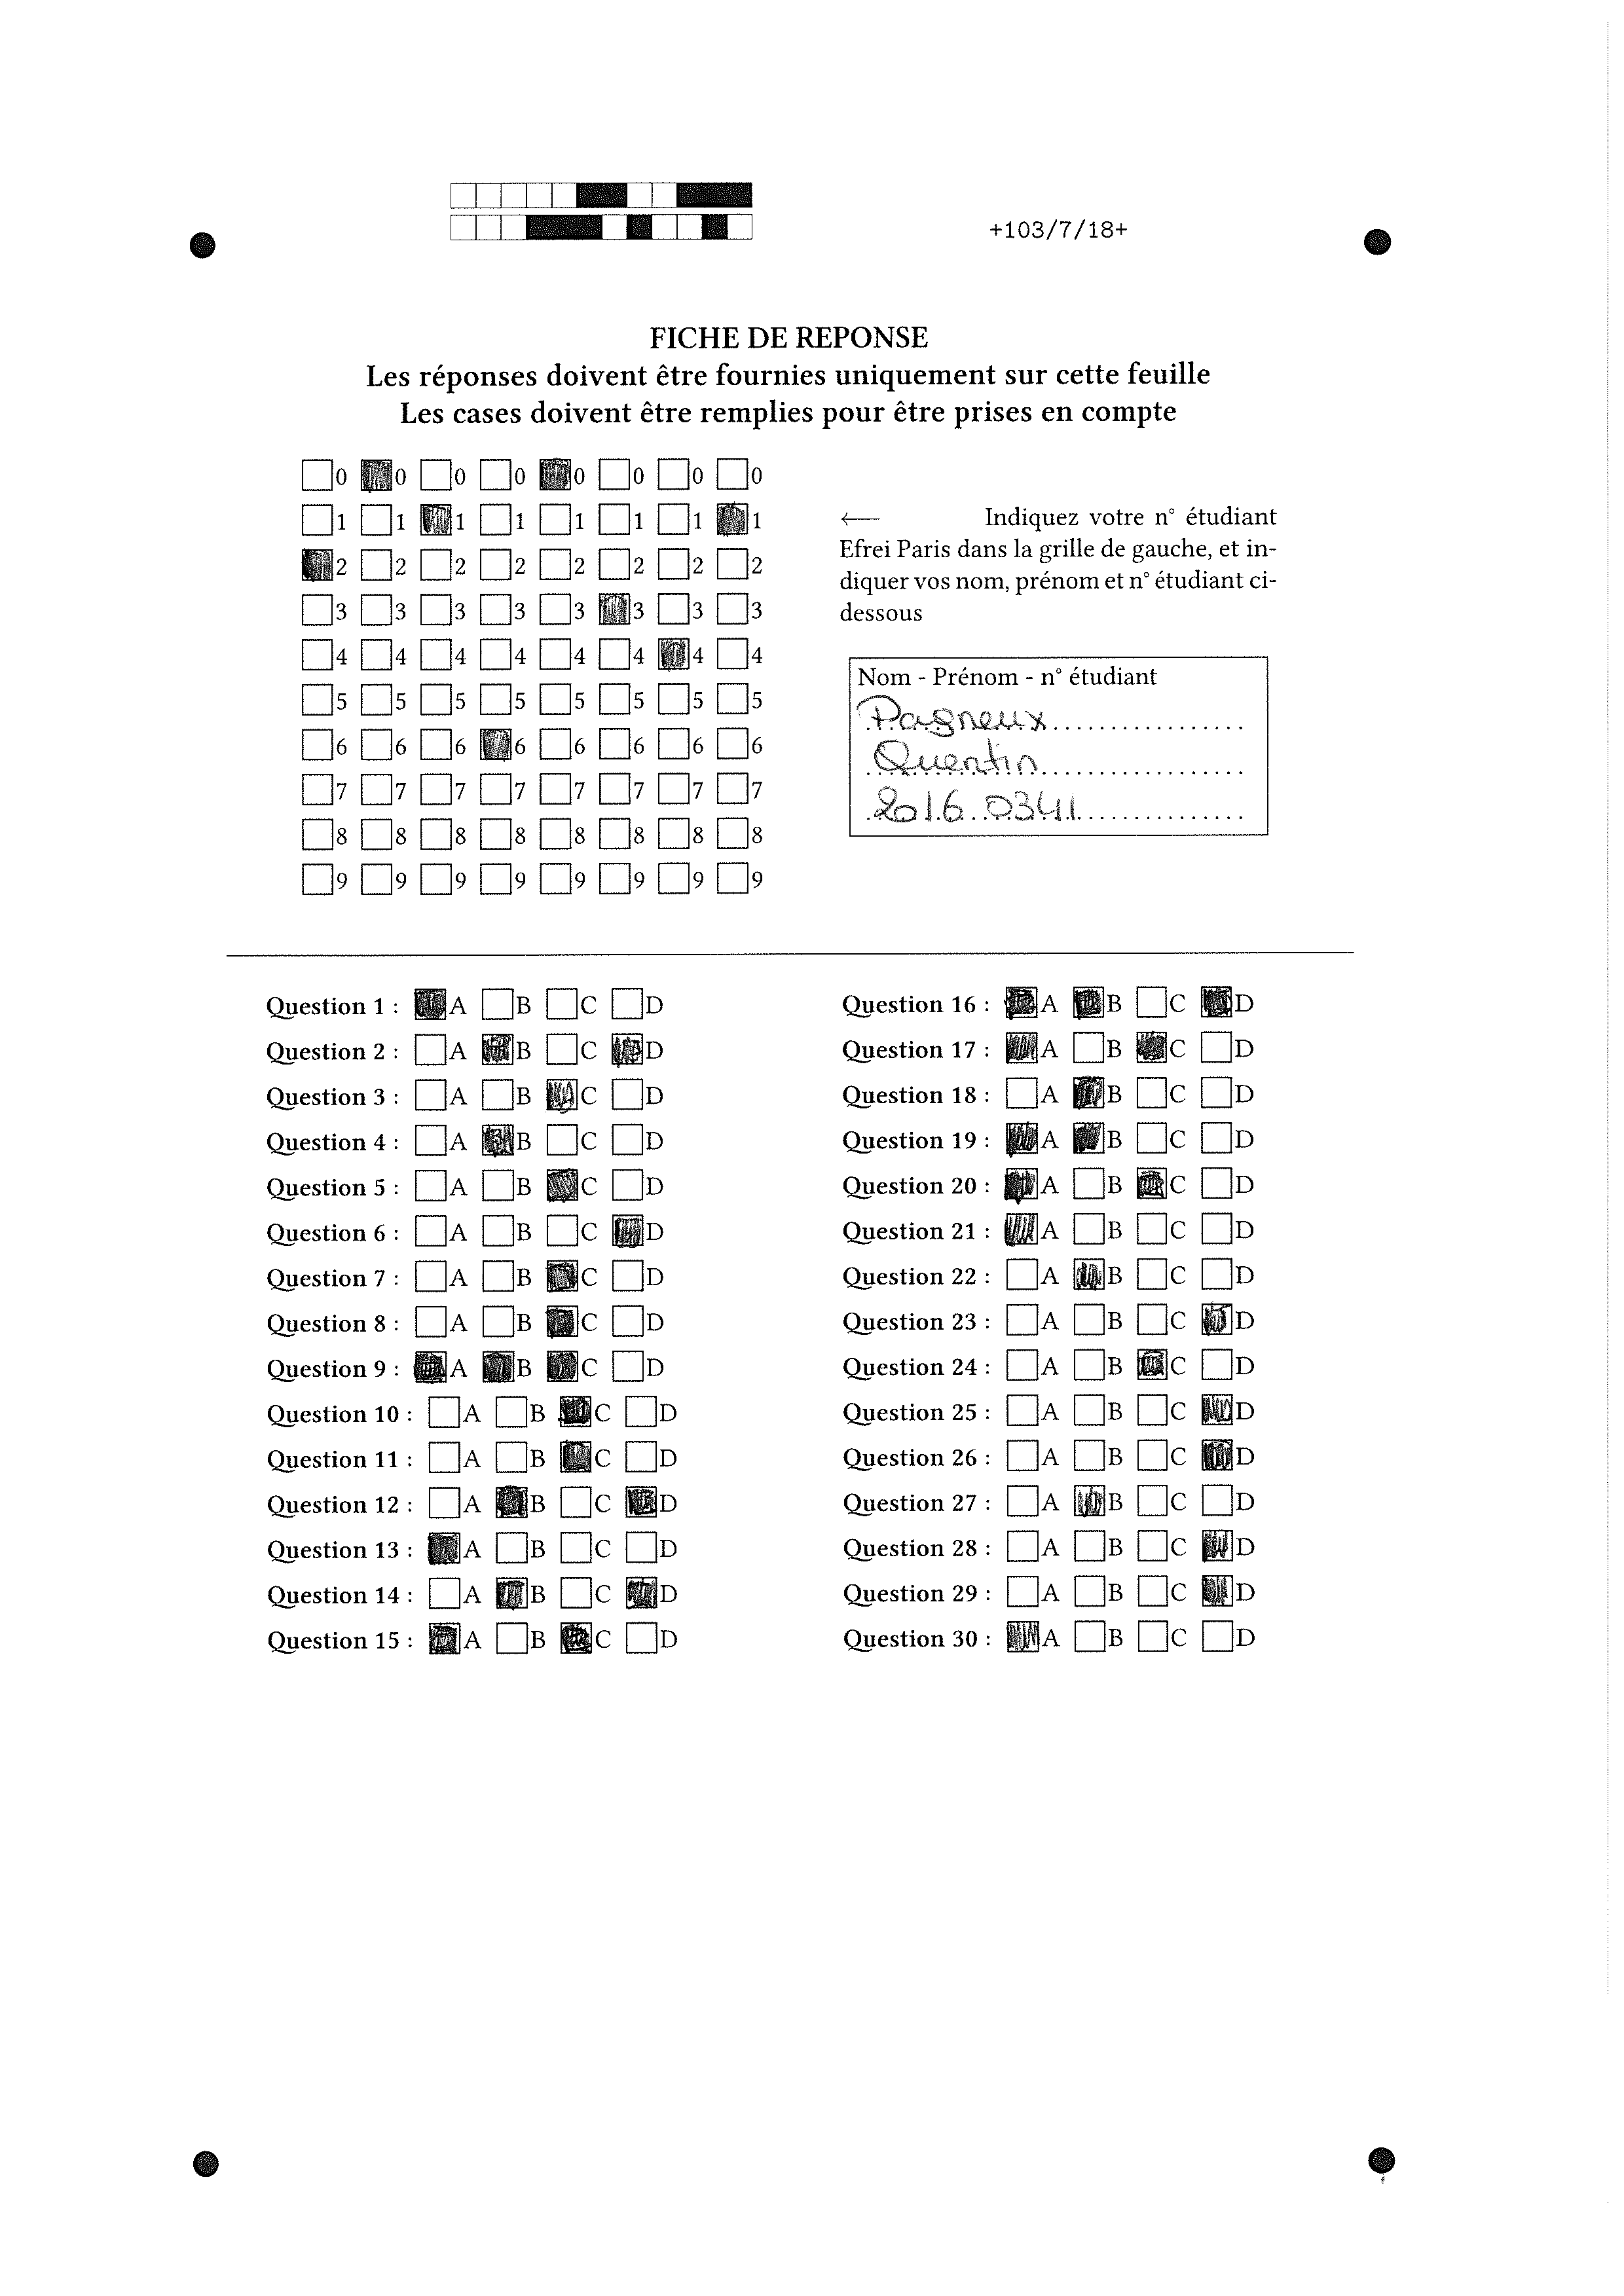 +103/7/18+
FICHE DE REPONSE
Les réponses doivent être fournies uniquement sur cette feuille
Les cases doivent être remplies pour être prises en compte
0 0 0 0 0 0 0 0
1 1 1 1 1 1 1 1
2 2 2 2 2 2 2 2
3 3 3 3 3 3 3 3
4 4 4 4 4 4 4 4
5 5 5 5 5 5 5 5
6 6 6 6 6 6 6 6
7 7 7 7 7 7 7 7
8 8 8 8 8 8 8 8
9 9 9 9 9 9 9 9
← Indiquez votre n° étudiant
Efrei Paris dans la grille de gauche, et in-
diquer vos nom, prénom et n° étudiant ci-
dessous
Nom - Prénom - n° étudiant
Pagneux
Quentin
2016 0341
Question 1 : A B C D
Question 2 : A B C D
Question 3 : A B C D
Question 4 : A B C D
Question 5 : A B C D
Question 6 : A B C D
Question 7 : A B C D
Question 8 : A B C D
Question 9 : A B C D
Question 10 : A B C D
Question 11 : A B C D
Question 12 : A B C D
Question 13 : A B C D
Question 14 : A B C D
Question 15 : A B C D
Question 16 : A B C D
Question 17 : A B C D
Question 18 : A B C D
Question 19 : A B C D
Question 20 : A B C D
Question 21 : A B C D
Question 22 : A B C D
Question 23 : A B C D
Question 24 : A B C D
Question 25 : A B C D
Question 26 : A B C D
Question 27 : A B C D
Question 28 : A B C D
Question 29 : A B C D
Question 30 : A B C D